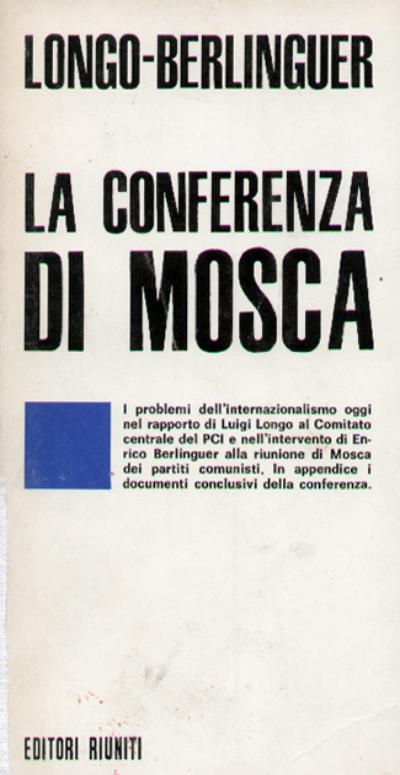 LONGO-BERLINGUER
LA CONFERENZA
DI MOSCA
I problemi dell'internazionalismo oggi
nel rapporto di Luigi Longo al Comitato
centrale del PCI e nell'intervento di En-
rico Berlinguer alla riunione di Mosca
dei partiti comunisti. In appendice i
documenti conclusivi della conferenza.
EDITORI RIUNITI